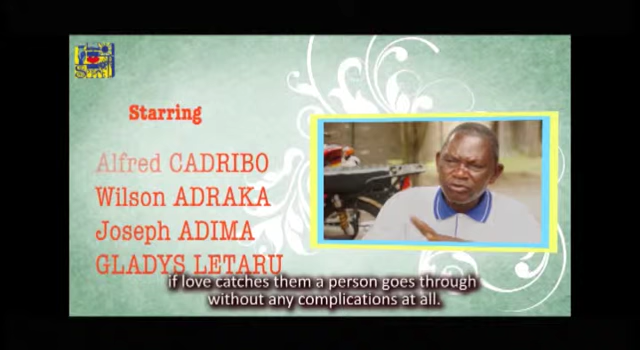 Starring
Alfred CADRIBO
Wilson ADRAKA
Joseph ADIMA
GLADYS LETARU
if love catches them a person goes through
without any complications at all.